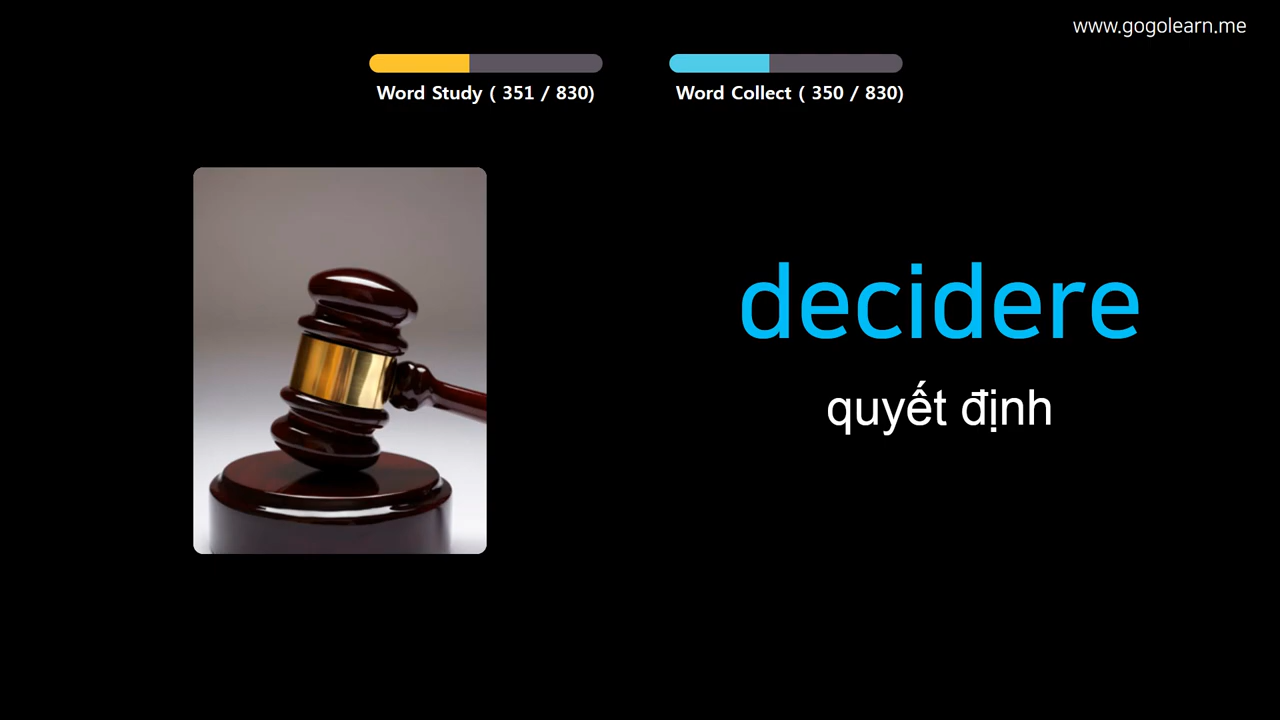 www.gogolearn.me
Word Study ( 351 / 830)
Word Collect ( 350 / 830)
decidere
quyết định